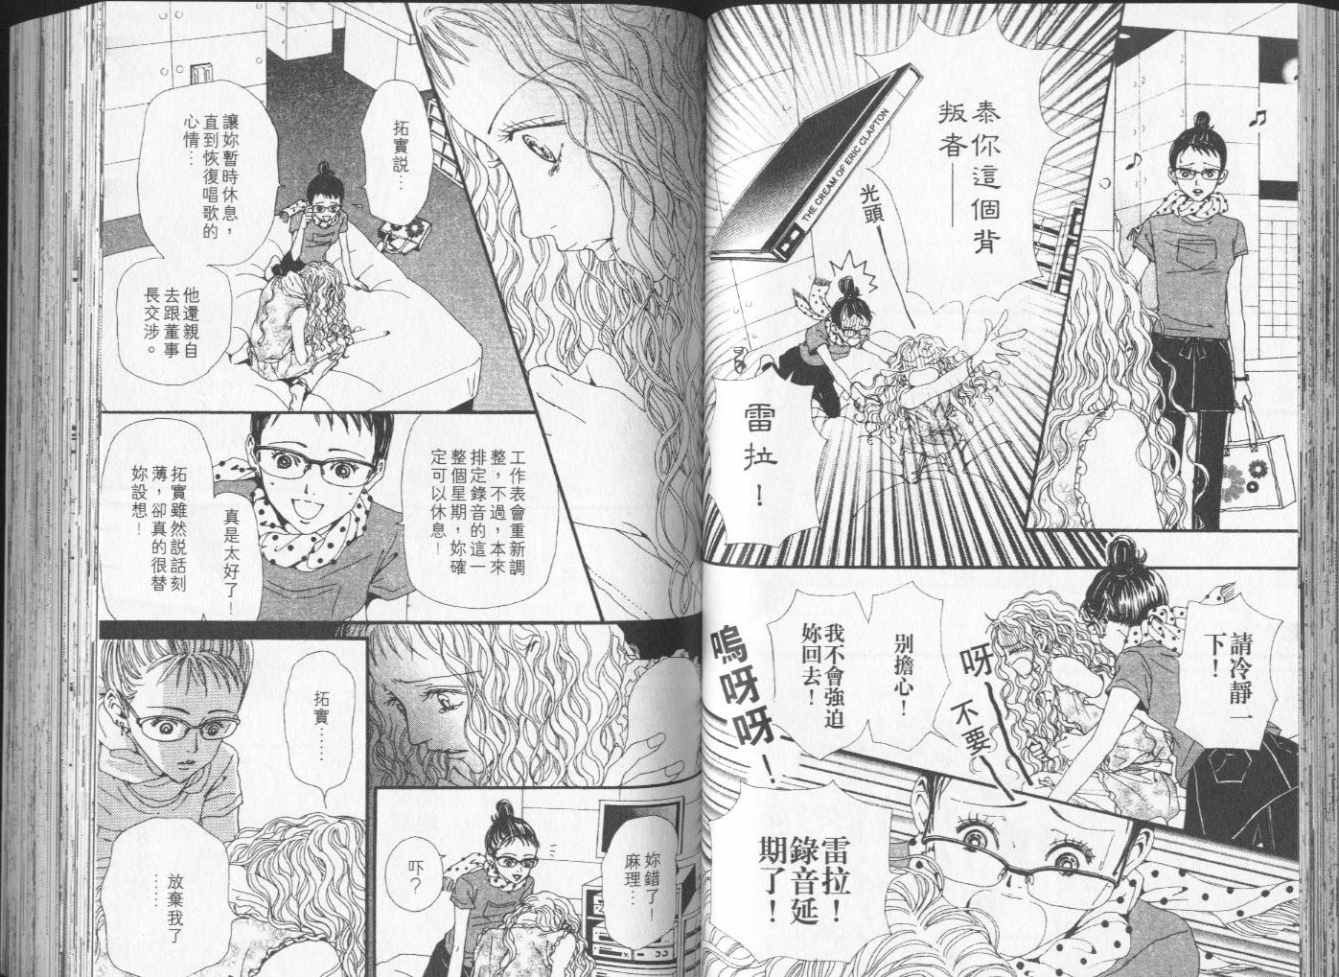 泰你這個背
叛者——
THE CREAM OF ERIC CLAPTON
光頭
雷拉！
請冷靜一
下！
呀
不要
別擔心！
我不會強迫
妳回去！
嗚呀呀！
雷拉！
錄音延
期了！
拓實説…
讓妳暫時休息，
直到恢復唱歌的
心情…
他還親自
去跟董事
長交涉。
工作表會重新調
整，不過，本來
排定錄音的這一
整個星期，妳確
定可以休息！
真是太好了！
拓實雖然説話刻
薄，卻真的很替
妳設想！
妳錯了！
麻理…
吓？
拓實……
放棄我了
……